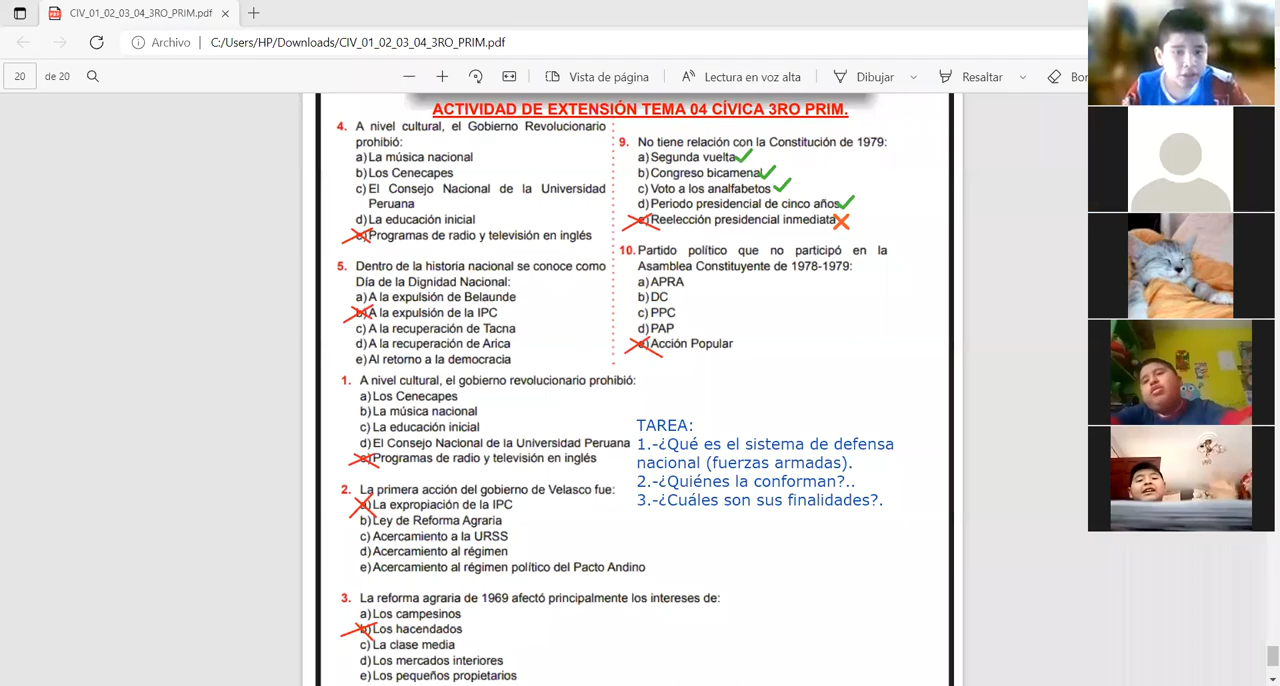 CIV_01_02_03_04_3RO_PRIM.pdf
Archivo | C:/Users/HP/Downloads/CIV_01_02_03_04_3RO_PRIM.pdf
20 de 20 Vista de página Lectura en voz alta Dibujar Resaltar
ACTIVIDAD DE EXTENSIÓN TEMA 04 CÍVICA 3RO PRIM.
4. A nivel cultural, el Gobierno Revolucionario
prohibió:
a) La música nacional
b) Los Cenecapes
c) El Consejo Nacional de la Universidad
Peruana
d) La educación inicial
e) Programas de radio y televisión en inglés
5. Dentro de la historia nacional se conoce como
Día de la Dignidad Nacional:
a) A la expulsión de Belaunde
b) A la expulsión de la IPC
c) A la recuperación de Tacna
d) A la recuperación de Arica
e) Al retorno a la democracia
9. No tiene relación con la Constitución de 1979:
a) Segunda vuelta
b) Congreso bicamenal
c) Voto a los analfabetos
d) Periodo presidencial de cinco años
e) Reelección presidencial inmediata
10. Partido político que no participó en la
Asamblea Constituyente de 1978-1979:
a) APRA
b) DC
c) PPC
d) PAP
e) Acción Popular
1. A nivel cultural, el gobierno revolucionario prohibió:
a) Los Cenecapes
b) La música nacional
c) La educación inicial
d) El Consejo Nacional de la Universidad Peruana
e) Programas de radio y televisión en inglés
2. La primera acción del gobierno de Velasco fue:
a) La expropiación de la IPC
b) Ley de Reforma Agraria
c) Acercamiento a la URSS
d) Acercamiento al régimen
e) Acercamiento al régimen político del Pacto Andino
3. La reforma agraria de 1969 afectó principalmente los intereses de:
a) Los campesinos
b) Los hacendados
c) La clase media
d) Los mercados interiores
e) Los pequeños propietarios
TAREA:
1.-¿Qué es el sistema de defensa
nacional (fuerzas armadas).
2.-¿Quiénes la conforman?..
3.-¿Cuáles son sus finalidades?.